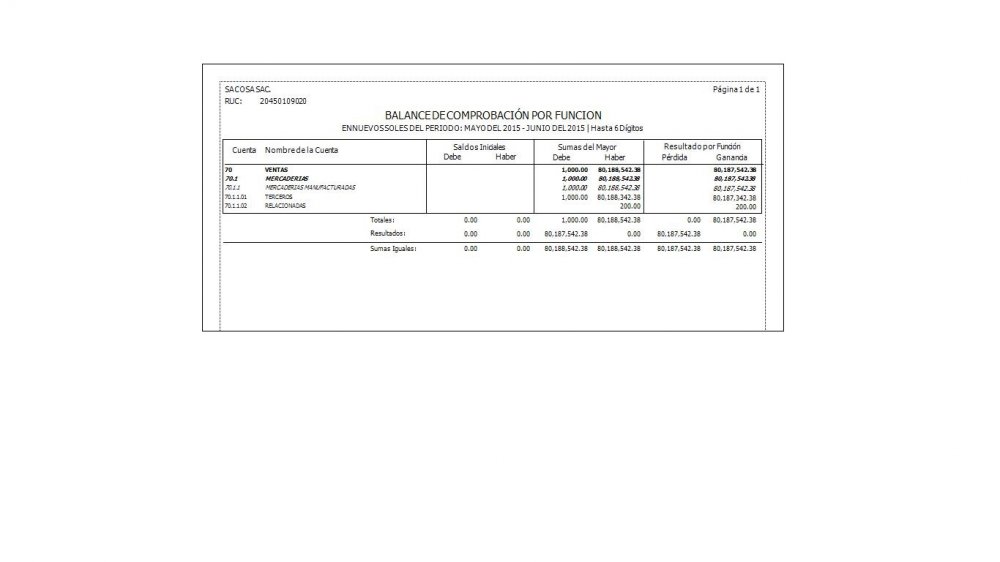 SACOSA SAC. Página 1 de 1
RUC: 20450109020
BALANCE DE COMPROBACIÓN POR FUNCION
EN NUEVOS SOLES DEL PERIODO: MAYO DEL 2015 - JUNIO DEL 2015 | Hasta 6 Dígitos
Cuenta Nombre de la Cuenta Saldos Iniciales Sumas del Mayor Resultado por Función
Debe Haber Debe Haber Pérdida Ganancia
70 VENTAS 1,000.00 80,188,542.38 80,187,542.38
70.1 MERCADERIAS 1,000.00 80,188,542.38 80,187,542.38
70.1.1 MERCADERIAS MANUFACTURADAS 1,000.00 80,188,542.38 80,187,542.38
70.1.1.01 TERCEROS 1,000.00 80,188,342.38 80,187,342.38
70.1.1.02 RELACIONADAS 200.00 200.00
Totales: 0.00 0.00 1,000.00 80,188,542.38 0.00 80,187,542.38
Resultados: 0.00 0.00 80,187,542.38 0.00 80,187,542.38 0.00
Sumas Iguales: 0.00 0.00 80,188,542.38 80,188,542.38 80,187,542.38 80,187,542.38